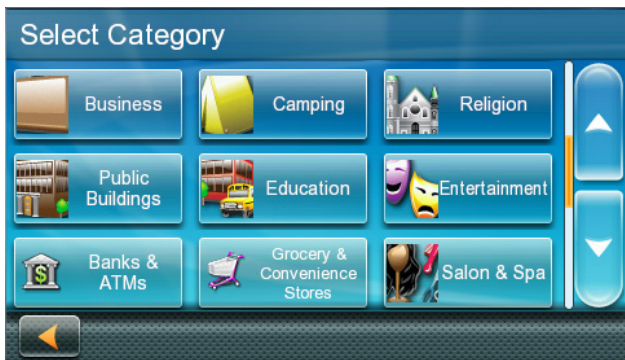 Select Category
Business
Camping
Religion
Public
Buildings
Education
Entertainment
Banks &
ATMs
Grocery &
Convenience
Stores
Salon & Spa